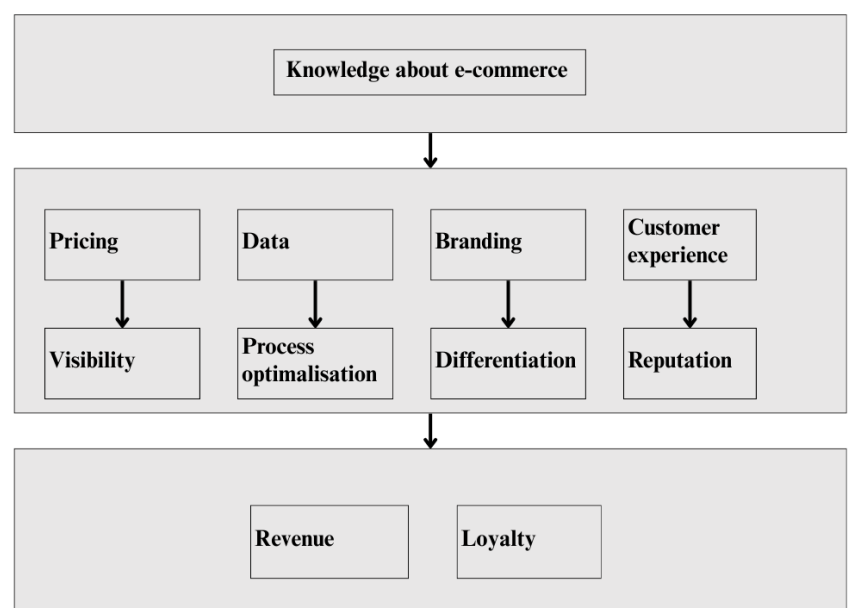 Knowledge about e-commerce
Pricing
Data
Branding
Customer
experience
Visibility
Process
optimalisation
Differentiation
Reputation
Revenue
Loyalty